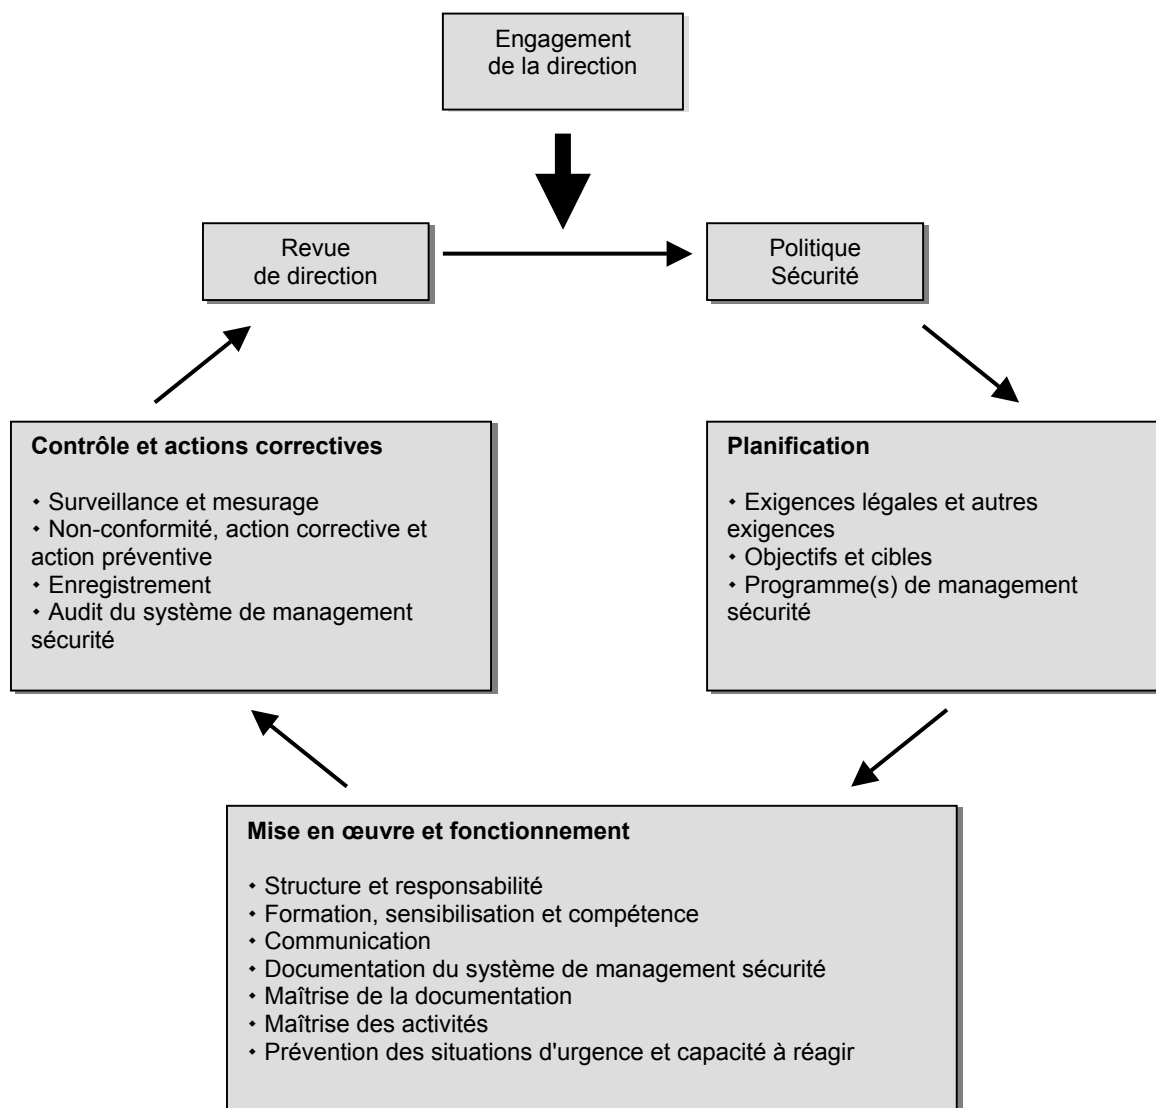 Engagement
de la direction
Revue
de direction
Politique
Sécurité
Contrôle et actions correctives
• Surveillance et mesurage
• Non-conformité, action corrective et
action préventive
• Enregistrement
• Audit du système de management
sécurité
Planification
• Exigences légales et autres
exigences
• Objectifs et cibles
• Programme(s) de management
sécurité
Mise en œuvre et fonctionnement
• Structure et responsabilité
• Formation, sensibilisation et compétence
• Communication
• Documentation du système de management sécurité
• Maîtrise de la documentation
• Maîtrise des activités
• Prévention des situations d'urgence et capacité à réagir